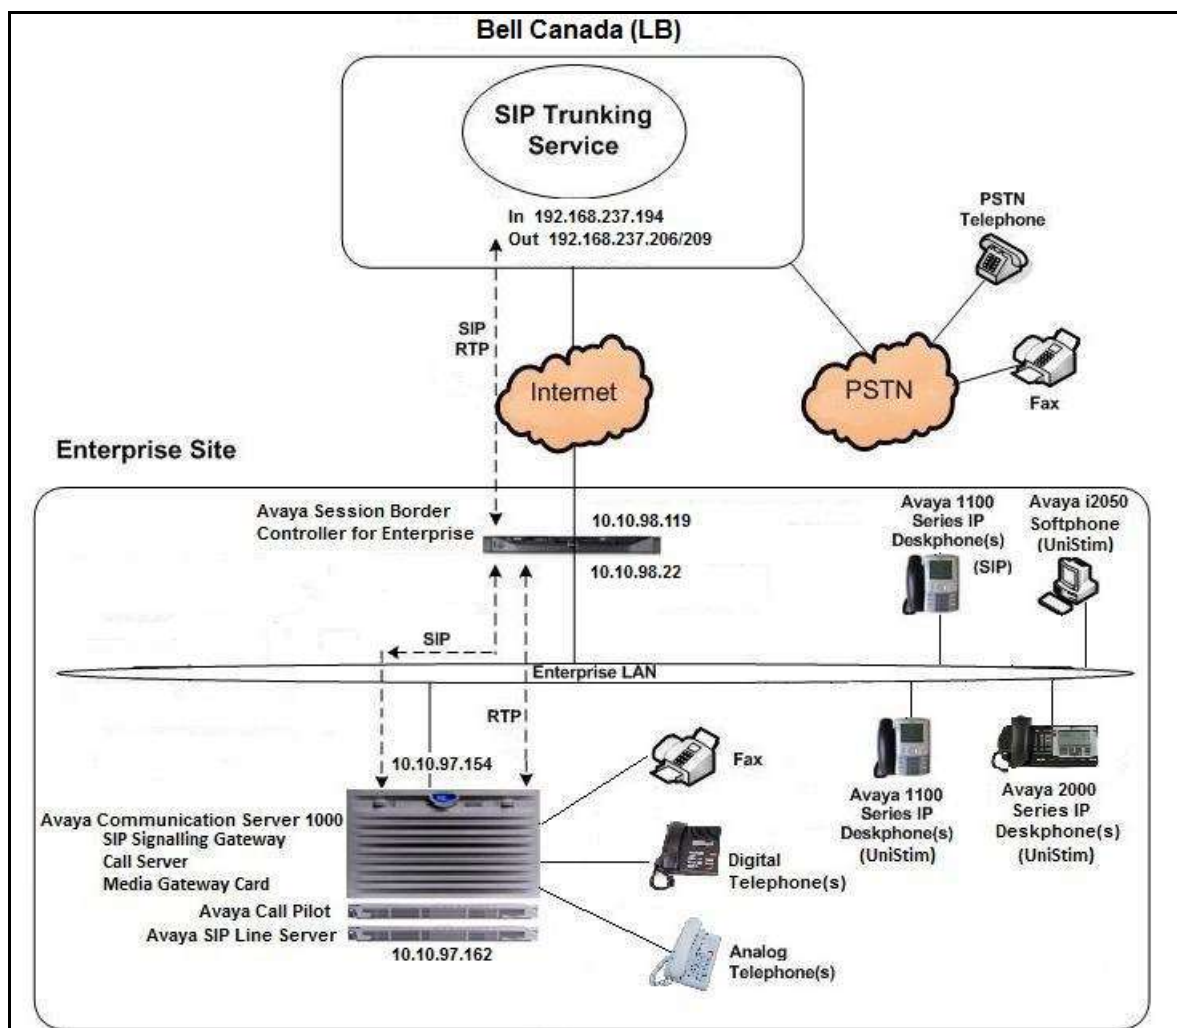 Bell Canada (LB)
SIP Trunking
Service
In 192.168.237.194
Out 192.168.237.206/209
PSTN
Telephone
SIP
RTP
Internet
PSTN
Fax
Enterprise Site
Avaya Session Border
Controller for Enterprise
10.10.98.119
10.10.98.22
Avaya 1100
Series IP
Deskphone(s)
(SIP)
Avaya i2050
Softphone
(UniStim)
SIP
Enterprise LAN
RTP
10.10.97.154
Fax
Avaya Communication Server 1000
SIP Signalling Gateway
Call Server
Media Gateway Card
Avaya Call Pilot
Avaya SIP Line Server
10.10.97.162
Digital
Telephone(s)
Analog
Telephone(s)
Avaya 1100
Series IP
Deskphone(s)
(UniStim)
Avaya 2000
Series IP
Deskphone(s)
(UniStim)